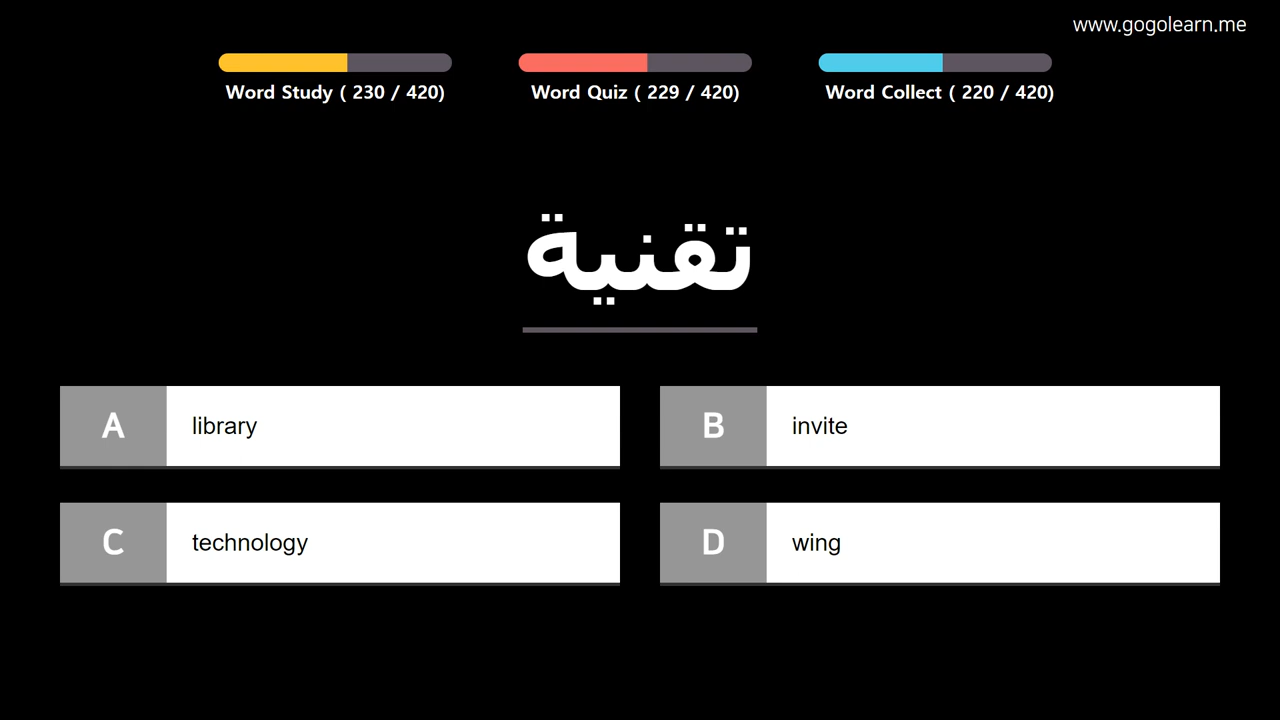 www.gogolearn.me
Word Study ( 230 / 420)
Word Quiz ( 229 / 420)
Word Collect ( 220 / 420)
تقنية
A library
B invite
C technology
D wing